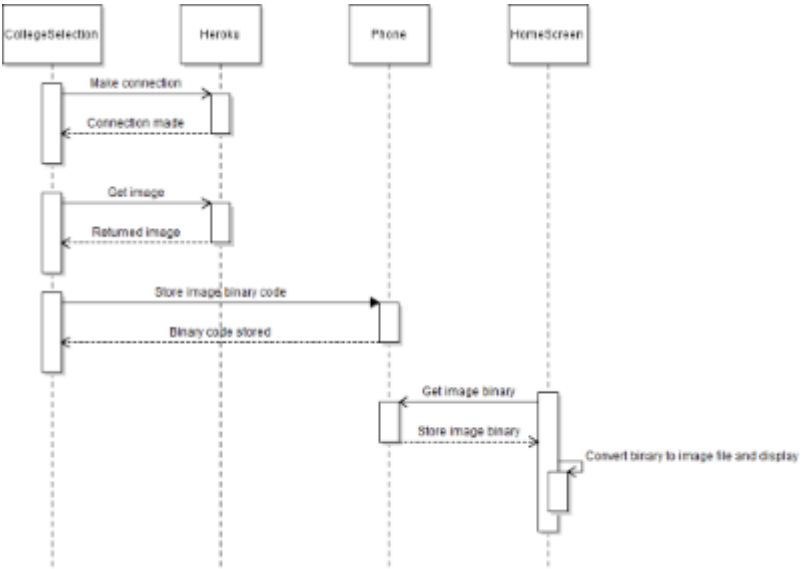 CollegeSelection
Heroku
Phone
HomeScreen
Make connection
Connection made
Get image
Returned image
Store image binary code
Binary code stored
Get image binary
Store image binary
Convert binary to image file and display